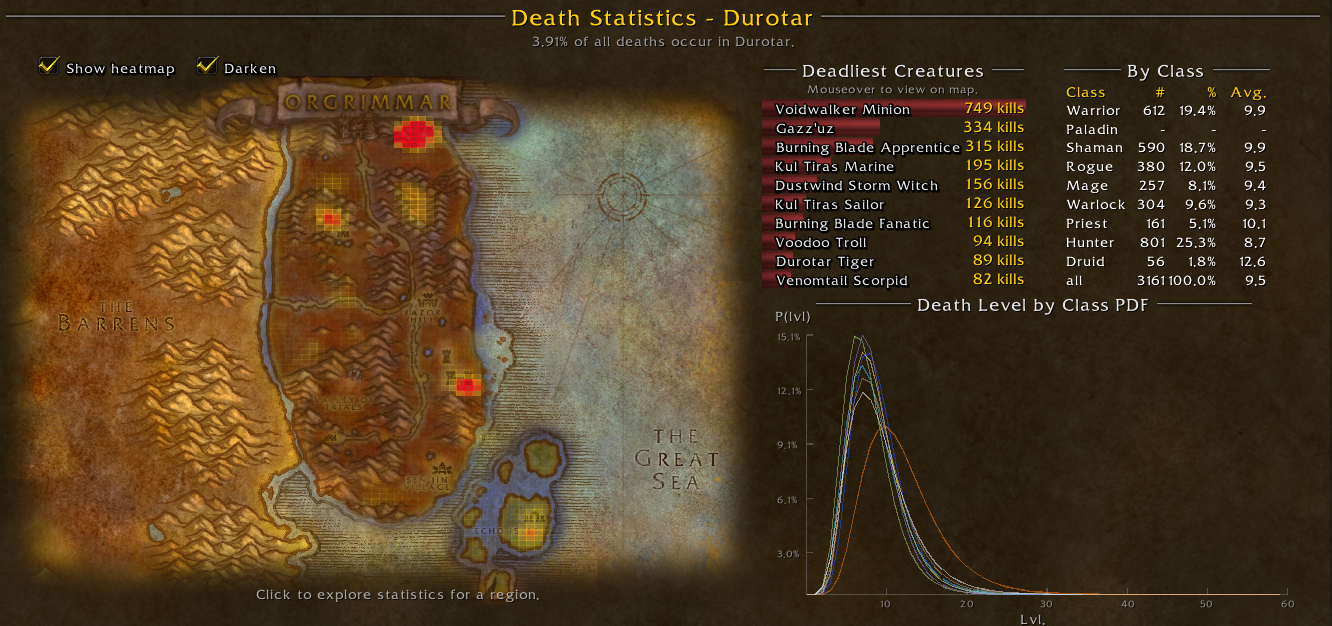 Death Statistics - Durotar
3.91% of all deaths occur in Durotar.
Show heatmap
Darken
ORGRIMMAR
THE
BARRENS
RAZOR
HILL
TRIALS
SEN'JIN
VILLAGE
ECHO
THE
GREAT
SEA
Click to explore statistics for a region.
Deadliest Creatures
Mouseover to view on map.
Voidwalker Minion 749 kills
Gazz'uz 334 kills
Burning Blade Apprentice 315 kills
Kul Tiras Marine 195 kills
Dustwind Storm Witch 156 kills
Kul Tiras Sailor 126 kills
Burning Blade Fanatic 116 kills
Voodoo Troll 94 kills
Durotar Tiger 89 kills
Venomtail Scorpid 82 kills
By Class
Class # % Avg.
Warrior 612 19.4% 9.9
Paladin - - -
Shaman 590 18.7% 9.9
Rogue 380 12.0% 9.5
Mage 257 8.1% 9.4
Warlock 304 9.6% 9.3
Priest 161 5.1% 10.1
Hunter 801 25.3% 8.7
Druid 56 1.8% 12.6
all 3161 100.0% 9.5
Death Level by Class PDF
P(lvl)
15.1%
12.1%
9.1%
6.1%
3.0%
10 20 30 40 50 60
Lvl.